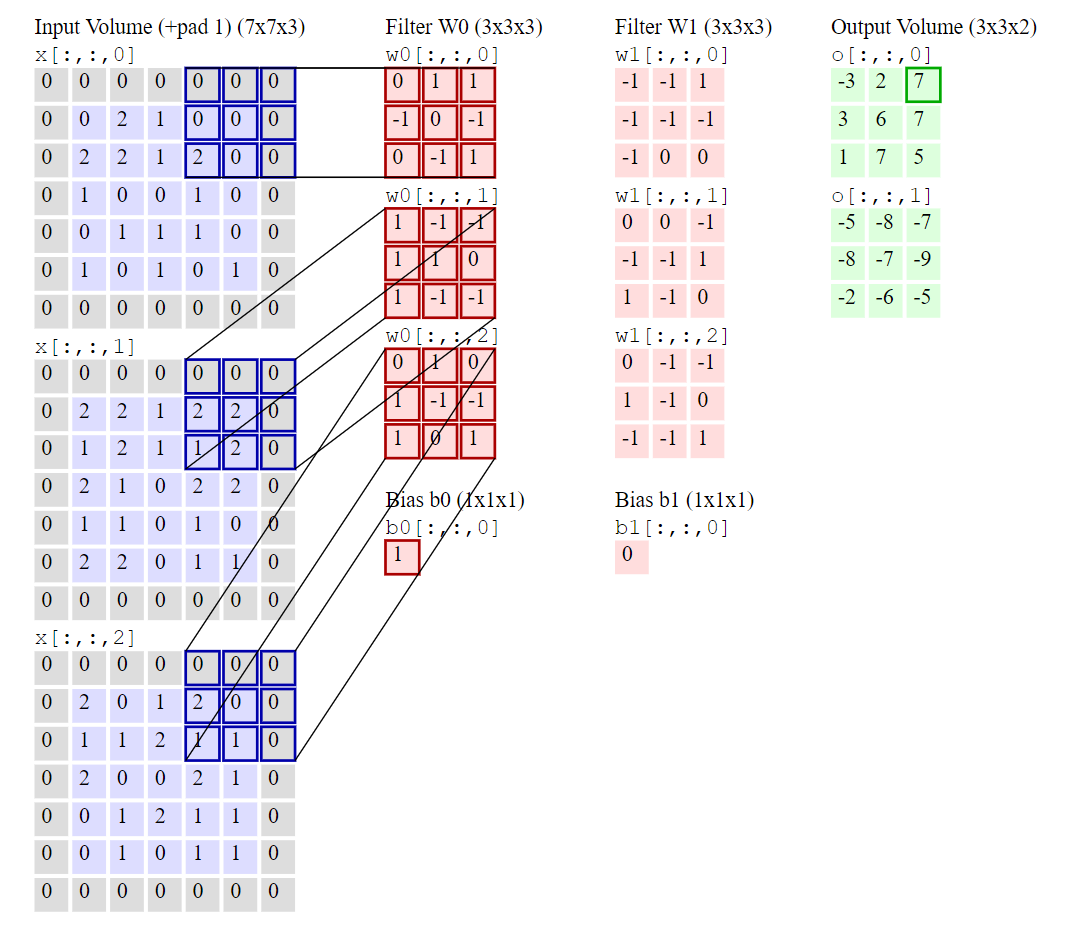 Input Volume (+pad 1) (7x7x3)
x[:,:,0]
0 0 0 0 0 0 0
0 0 2 1 0 0 0
0 2 2 1 2 0 0
0 1 0 0 1 0 0
0 0 1 1 1 0 0
0 1 0 1 0 1 0
0 0 0 0 0 0 0
x[:,:,1]
0 0 0 0 0 0 0
0 2 2 1 2 2 0
0 1 2 1 1 2 0
0 2 1 0 2 2 0
0 1 1 0 1 0 0
0 2 2 0 1 1 0
0 0 0 0 0 0 0
x[:,:,2]
0 0 0 0 0 0 0
0 2 0 1 2 0 0
0 1 1 2 1 1 0
0 2 0 0 2 1 0
0 0 1 2 1 1 0
0 0 1 0 1 1 0
0 0 0 0 0 0 0
Filter W0 (3x3x3)
w0[:,:,0]
0 1 1
-1 0 -1
0 -1 1
w0[:,:,1]
1 -1 -1
1 1 0
1 -1 -1
w0[:,:,2]
0 1 0
1 -1 -1
1 0 1
Bias b0 (1x1x1)
b0[:,:,0]
1
Filter W1 (3x3x3)
w1[:,:,0]
-1 -1 1
-1 -1 -1
-1 0 0
w1[:,:,1]
0 0 -1
-1 -1 1
1 -1 0
w1[:,:,2]
0 -1 -1
1 -1 0
-1 -1 1
Bias b1 (1x1x1)
b1[:,:,0]
0
Output Volume (3x3x2)
o[:,:,0]
-3 2 7
3 6 7
1 7 5
o[:,:,1]
-5 -8 -7
-8 -7 -9
-2 -6 -5